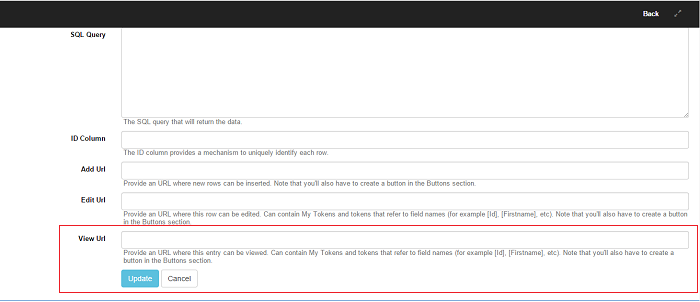 Back
SQL Query
The SQL query that will return the data.
ID Column
The ID column provides a mechanism to uniquely identify each row.
Add Url
Provide an URL where new rows can be inserted. Note that you'll also have to create a button in the Buttons section.
Edit Url
Provide an URL where this row can be edited. Can contain My Tokens and tokens that refer to field names (for example [Id], [Firstname], etc). Note that you'll also have to create a button
in the Buttons section.
View Url
Provide an URL where this entry can be viewed. Can contain My Tokens and tokens that refer to field names (for example [Id], [Firstname], etc). Note that you'll also have to create a
button in the Buttons section.
Update Cancel